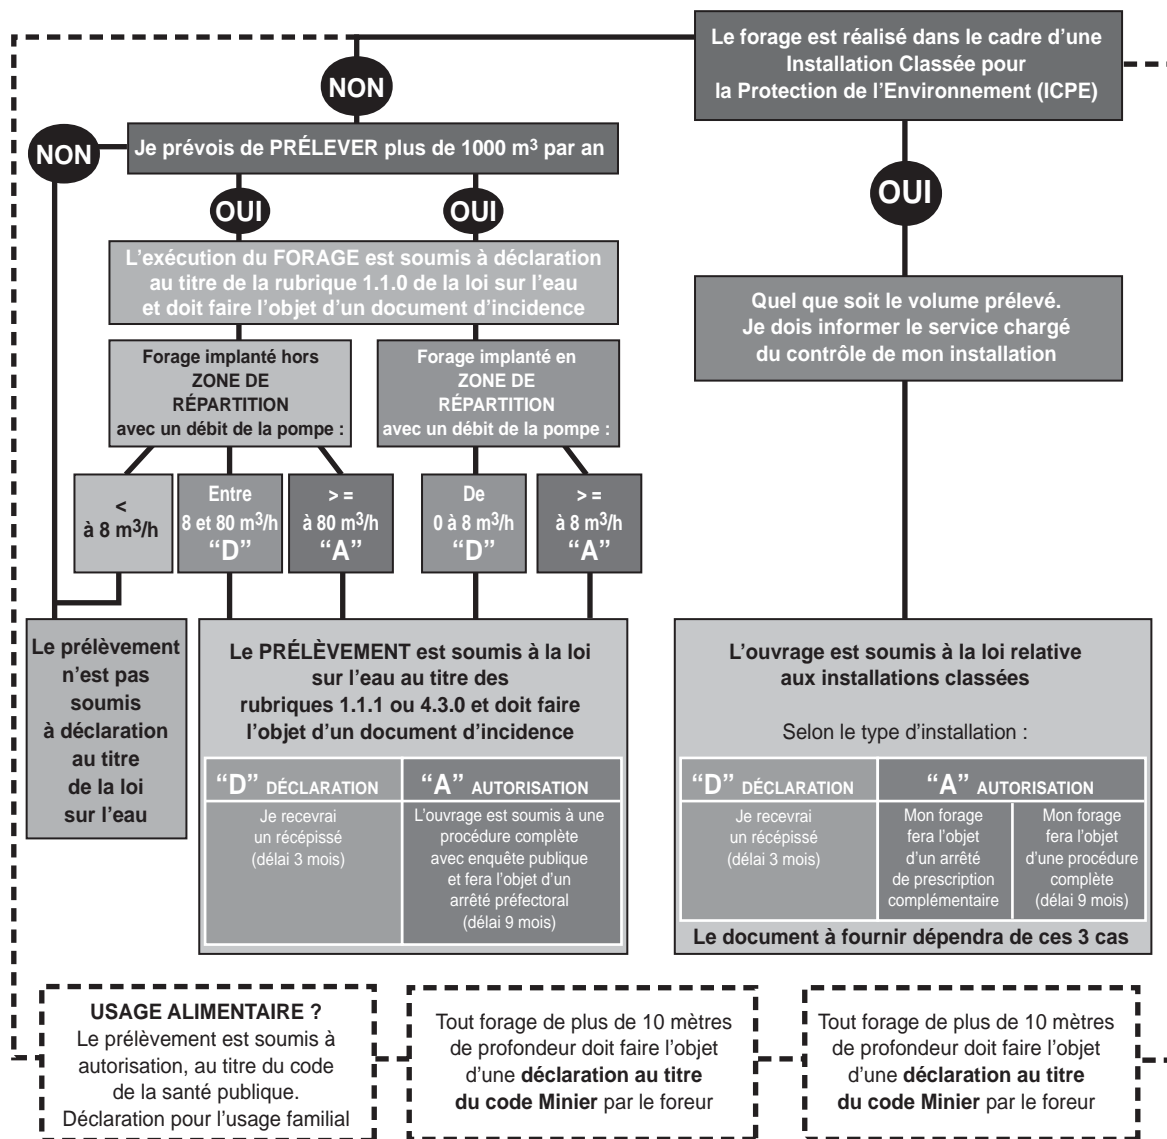 Le forage est réalisé dans le cadre d’une
Installation Classée pour
la Protection de l’Environnement (ICPE)
NON
NON
Je prévois de PRÉLEVER plus de 1000 m³ par an
OUI
OUI
OUI
L’exécution du FORAGE est soumis à déclaration
au titre de la rubrique 1.1.0 de la loi sur l’eau
et doit faire l’objet d’un document d’incidence
Quel que soit le volume prélevé.
Je dois informer le service chargé
du contrôle de mon installation
Forage implanté hors
ZONE DE
RÉPARTITION
avec un débit de la pompe :
Forage implanté en
ZONE DE
RÉPARTITION
avec un débit de la pompe :
<
à 8 m³/h
Entre
8 et 80 m³/h
“D”
> =
à 80 m³/h
“A”
De
0 à 8 m³/h
“D”
> =
à 8 m³/h
“A”
Le prélèvement
n’est pas
soumis
à déclaration
au titre
de la loi
sur l’eau
Le PRÉLÈVEMENT est soumis à la loi
sur l’eau au titre des
rubriques 1.1.1 ou 4.3.0 et doit faire
l’objet d’un document d’incidence
“D” DÉCLARATION
Je recevrai
un récépissé
(délai 3 mois)
“A” AUTORISATION
L’ouvrage est soumis à une
procédure complète
avec enquête publique
et fera l’objet d’un
arrêté préfectoral
(délai 9 mois)
L’ouvrage est soumis à la loi relative
aux installations classées
Selon le type d’installation :
“D” DÉCLARATION
Je recevrai
un récépissé
(délai 3 mois)
“A” AUTORISATION
Mon forage
fera l’objet
d’un arrêté
de prescription
complémentaire
Mon forage
fera l’objet
d’une procédure
complète
(délai 9 mois)
Le document à fournir dépendra de ces 3 cas
USAGE ALIMENTAIRE ?
Le prélèvement est soumis à
autorisation, au titre du code
de la santé publique.
Déclaration pour l’usage familial
Tout forage de plus de 10 mètres
de profondeur doit faire l’objet
d’une déclaration au titre
du code Minier par le foreur
Tout forage de plus de 10 mètres
de profondeur doit faire l’objet
d’une déclaration au titre
du code Minier par le foreur